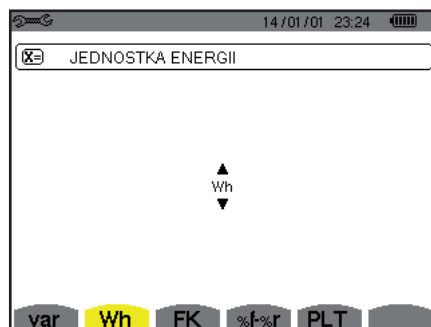 14/01/01 23:24
X= JEDNOSTKA ENERGII
Wh
var Wh FK %f-%r PLT